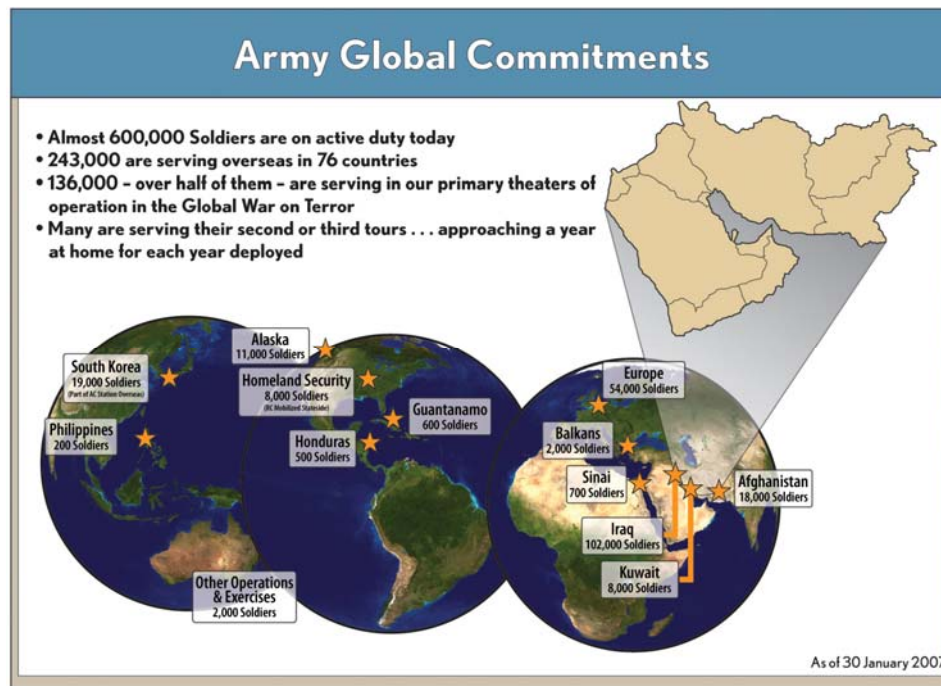 Army Global Commitments
• Almost 600,000 Soldiers are on active duty today
• 243,000 are serving overseas in 76 countries
• 136,000 – over half of them – are serving in our primary theaters of
operation in the Global War on Terror
• Many are serving their second or third tours . . . approaching a year
at home for each year deployed
South Korea
19,000 Soldiers
(Part of AC Station Overseas)
Philippines
200 Soldiers
Other Operations
& Exercises
2,000 Soldiers
Alaska
11,000 Soldiers
Homeland Security
8,000 Soldiers
(RC Mobilized Stateside)
Guantanamo
600 Soldiers
Honduras
500 Soldiers
Europe
54,000 Soldiers
Balkans
2,000 Soldiers
Sinai
700 Soldiers
Afghanistan
18,000 Soldiers
Iraq
102,000 Soldiers
Kuwait
8,000 Soldiers
As of 30 January 2007